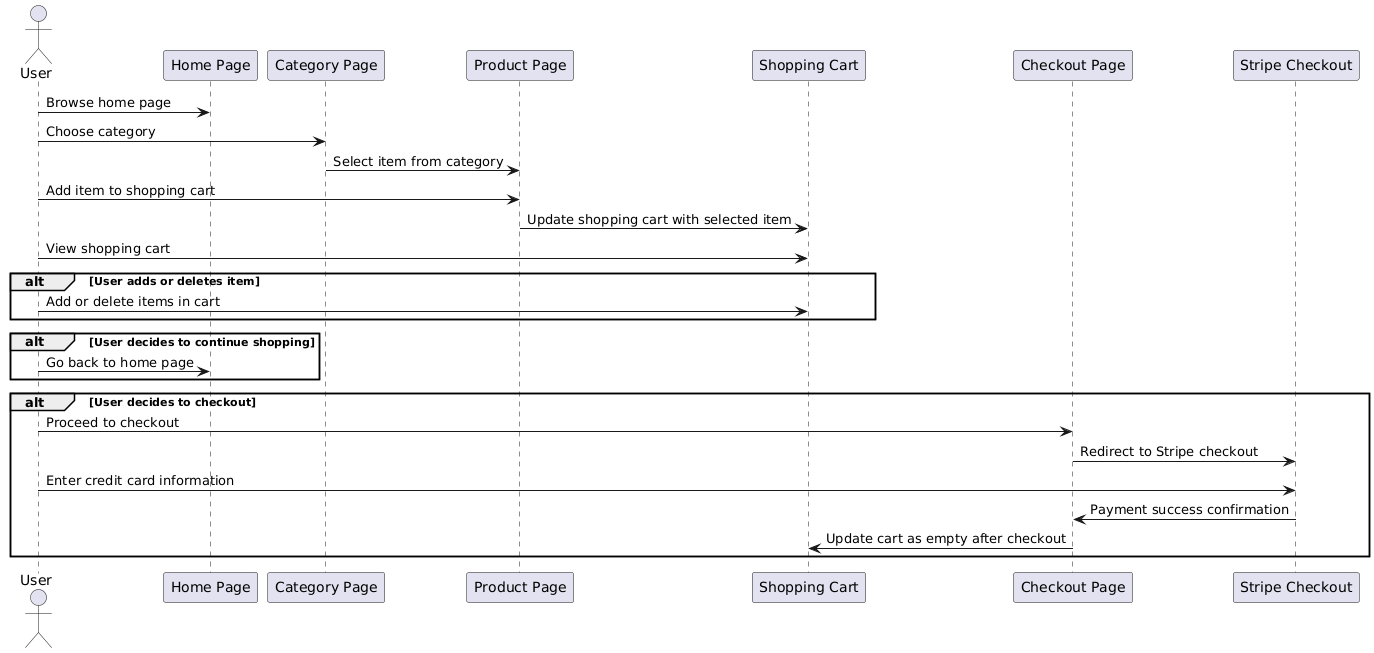 User
Home Page
Category Page
Product Page
Shopping Cart
Checkout Page
Stripe Checkout
Browse home page
Choose category
Select item from category
Add item to shopping cart
Update shopping cart with selected item
View shopping cart
alt [User adds or deletes item]
Add or delete items in cart
alt [User decides to continue shopping]
Go back to home page
alt [User decides to checkout]
Proceed to checkout
Redirect to Stripe checkout
Enter credit card information
Payment success confirmation
Update cart as empty after checkout
User
Home Page
Category Page
Product Page
Shopping Cart
Checkout Page
Stripe Checkout